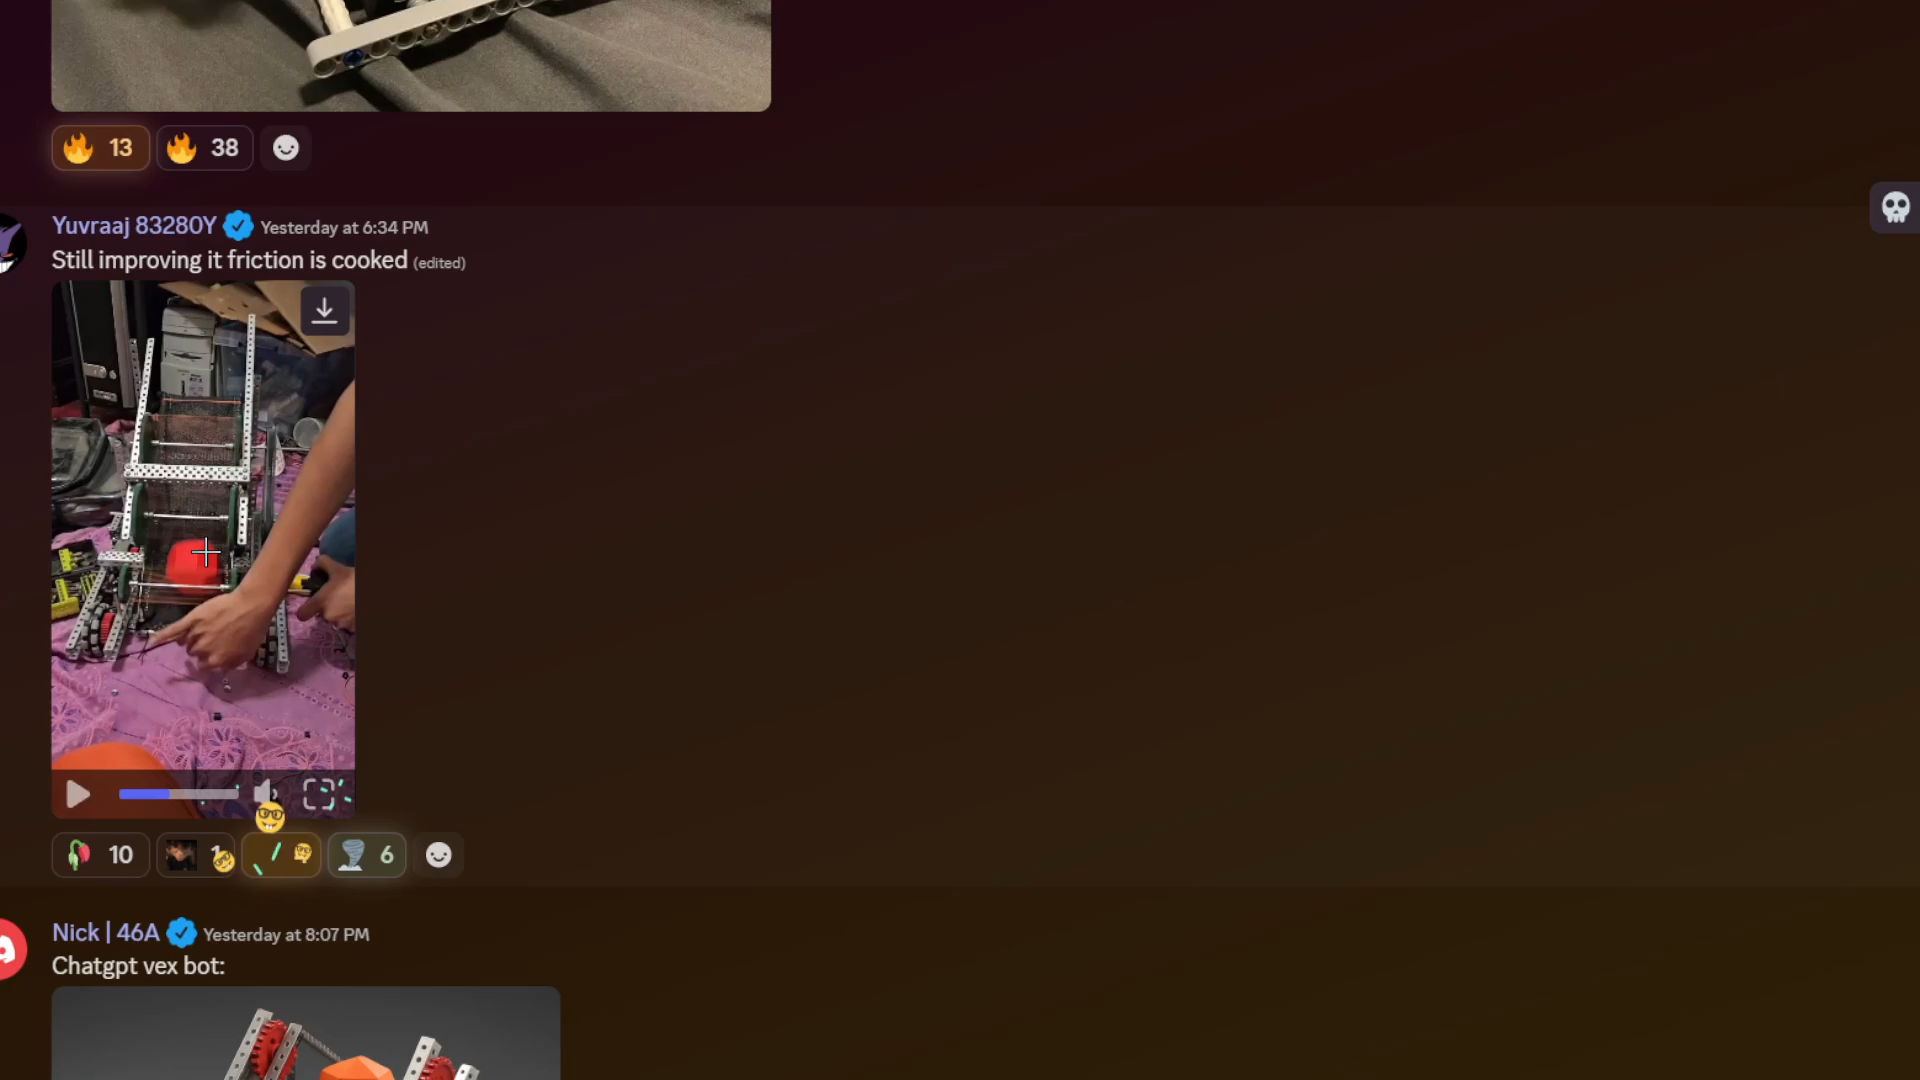 13
38
Yuvraaj 83280Y Yesterday at 6:34 PM
Still improving it friction is cooked (edited)
10
6
Nick | 46A Yesterday at 8:07 PM
Chatgpt vex bot: